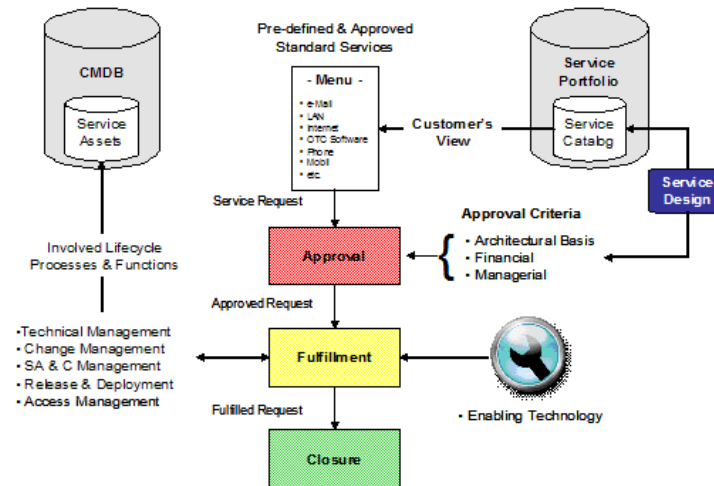 Pre-defined & Approved
Standard Services
CMDB
Service
Assets
- Menu -
• e-Mail
• LAN
• Internet
• OTC Software
• Phone
• Mobil
• etc.
Customer's
View
Service
Portfolio
Service
Catalog
Service
Design
Service Request
Approval Criteria
• Architectural Basis
• Financial
• Managerial
{
Approval
Involved Lifecycle
Processes & Functions
Approved Request
•Technical Management
• Change Management
• SA & C Management
• Release & Deployment
• Access Management
Fulfillment
• Enabling Technology
Fulfilled Request
Closure